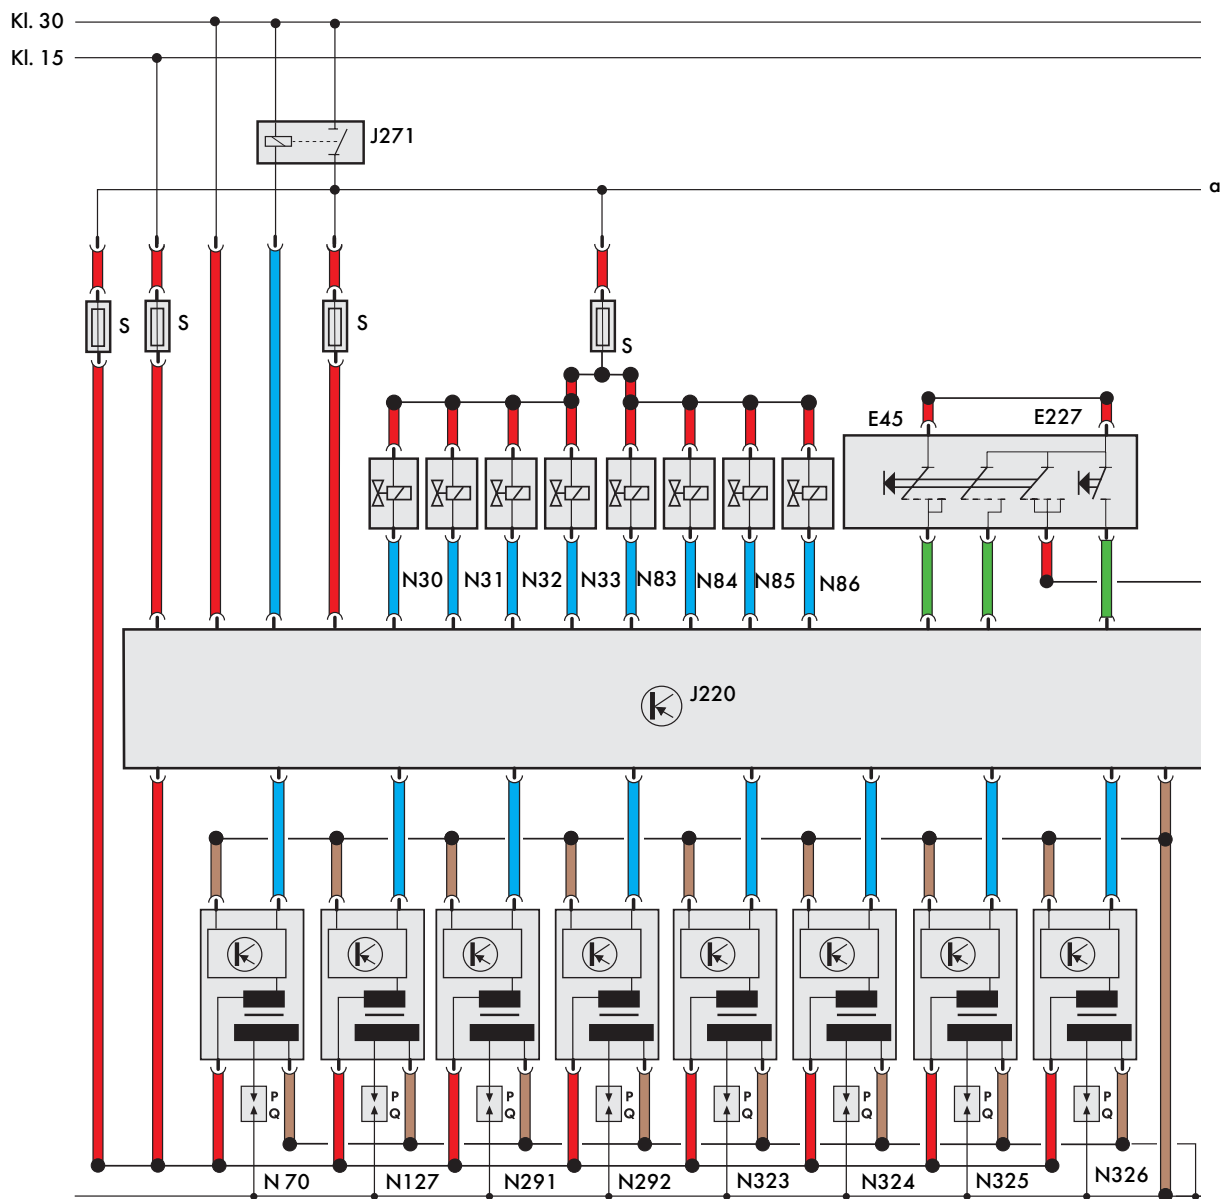 Kl. 30
Kl. 15
J271
a
S S S S
E45 E227
N30 N31 N32 N33 N83 N84 N85 N86
J220
P P P P P P P P
Q Q Q Q Q Q Q Q
N 70 N127 N291 N292 N323 N324 N325 N326